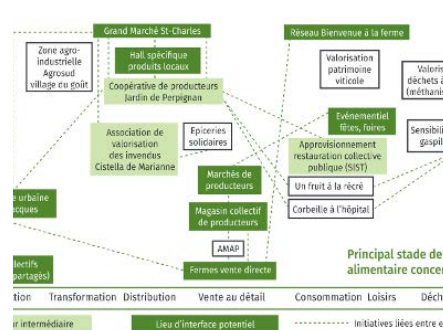 Grand Marché St-Charles
Réseau Bienvenue à la ferme
Zone agro-
industrielle
Agrosud
village du goût
Hall spécifique
produits locaux
Coopérative de producteurs
Jardin de Perpignan
Valorisation
patrimoine
viticole
Valoris
déchets
(méthanis
Evénementiel
fêtes, foires
Association de
valorisation
des invendus
Cistella de Marianne
Epiceries
solidaires
Sensibili
gaspil
Approvisionnement
restauration collective
publique (SIST)
Marchés de
producteurs
Un fruit à la récré
e urbaine
acques
Magasin collectif
de producteurs
Corbeille à l'hôpital
AMAP
Principal stade de
alimentaire conce
lectifs
partagés)
Fermes vente directe
tion Transformation Distribution Vente au détail Consommation Loisirs Déch
r intermédiaire
Lieu d'interface potentiel
Initiatives liées entre e